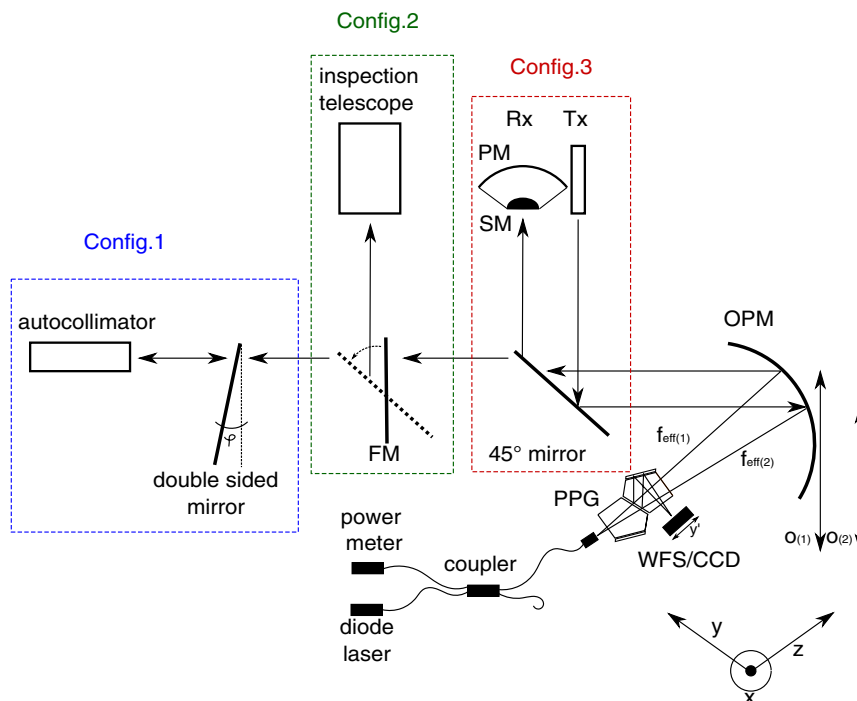 Config.2
inspection
telescope
Config.3
Rx
Tx
PM
SM
Config.1
autocollimator
φ
double sided
mirror
FM
45° mirror
OPM
feff(1)
feff(2)
PPG
y'
WFS/CCD
O(1)
O(2)
power
meter
coupler
diode
laser
y
z
x